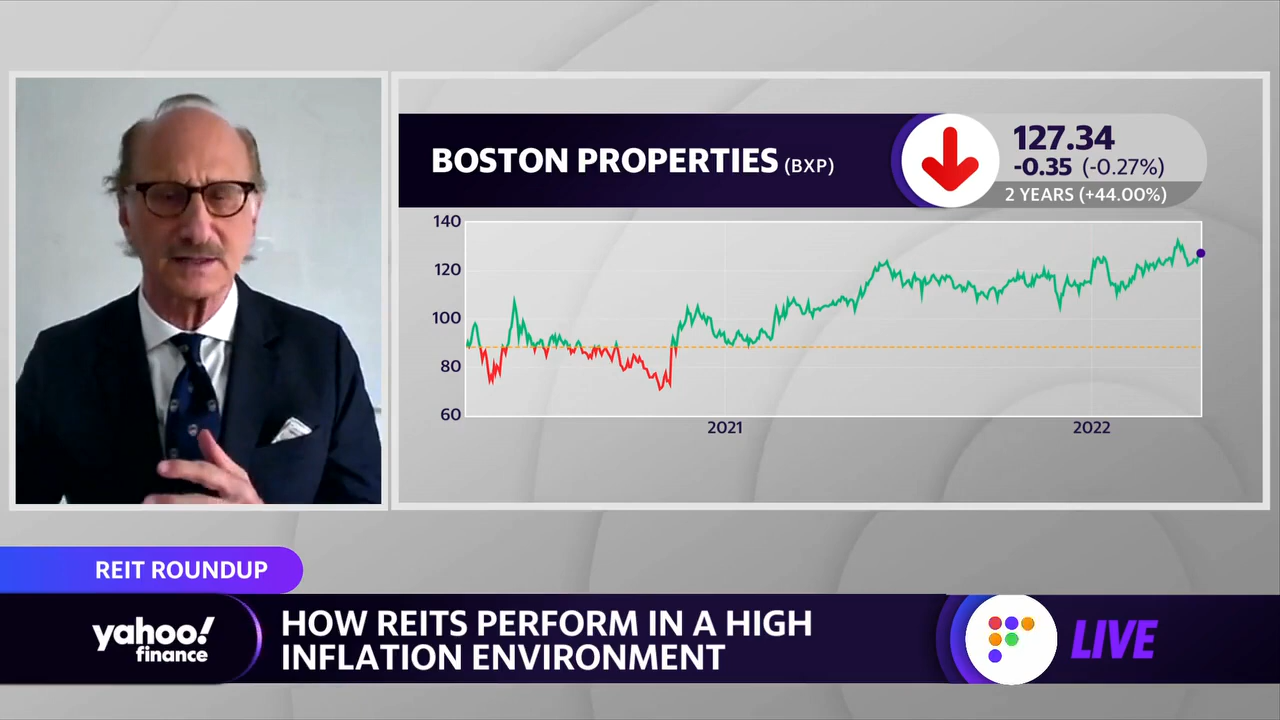 BOSTON PROPERTIES (BXP)
127.34
-0.35 (-0.27%)
2 YEARS (+44.00%)
140
120
100
80
60
2021
2022
REIT ROUNDUP
yahoo!
finance
HOW REITS PERFORM IN A HIGH
INFLATION ENVIRONMENT
LIVE